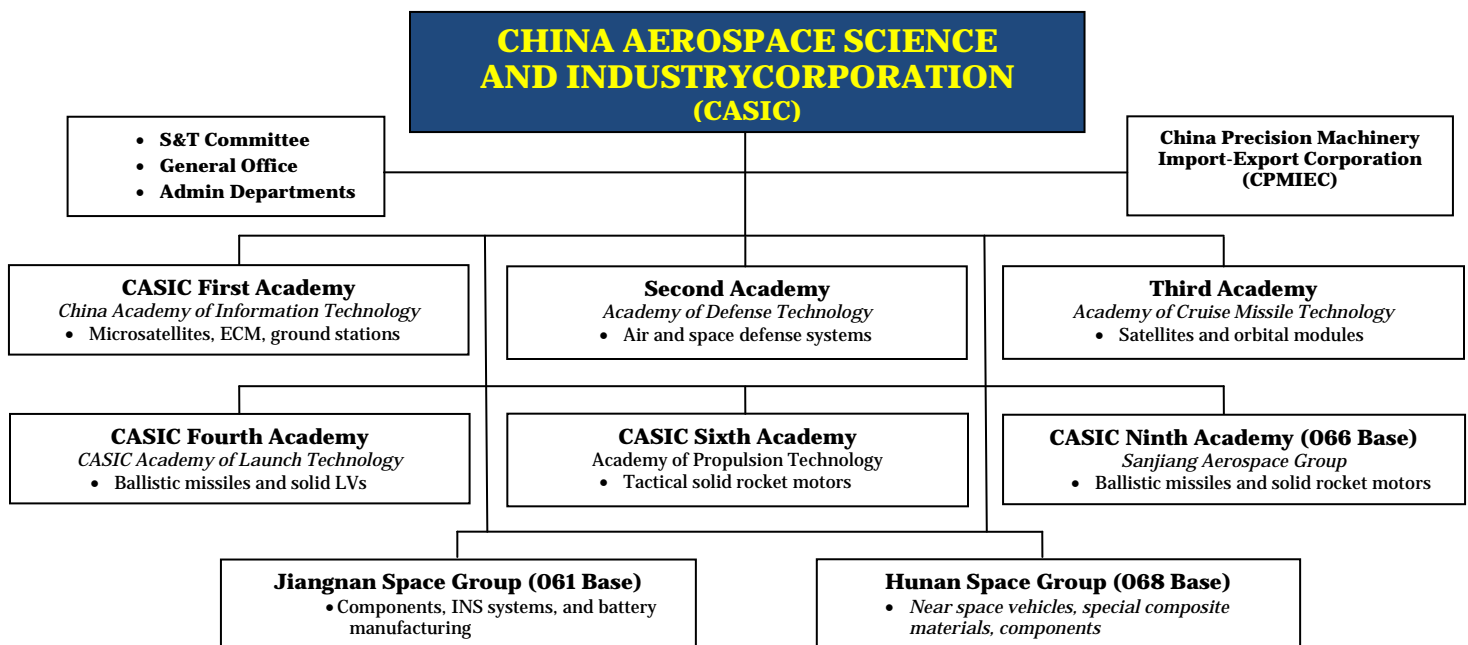 CHINA AEROSPACE SCIENCE
AND INDUSTRYCORPORATION
(CASIC)
• S&T Committee
• General Office
• Admin Departments
China Precision Machinery
Import-Export Corporation
(CPMIEC)
CASIC First Academy
China Academy of Information Technology
• Microsatellites, ECM, ground stations
Second Academy
Academy of Defense Technology
• Air and space defense systems
Third Academy
Academy of Cruise Missile Technology
• Satellites and orbital modules
CASIC Fourth Academy
CASIC Academy of Launch Technology
• Ballistic missiles and solid LVs
CASIC Sixth Academy
Academy of Propulsion Technology
• Tactical solid rocket motors
CASIC Ninth Academy (066 Base)
Sanjiang Aerospace Group
• Ballistic missiles and solid rocket motors
Jiangnan Space Group (061 Base)
• Components, INS systems, and battery
manufacturing
Hunan Space Group (068 Base)
• Near space vehicles, special composite
materials, components